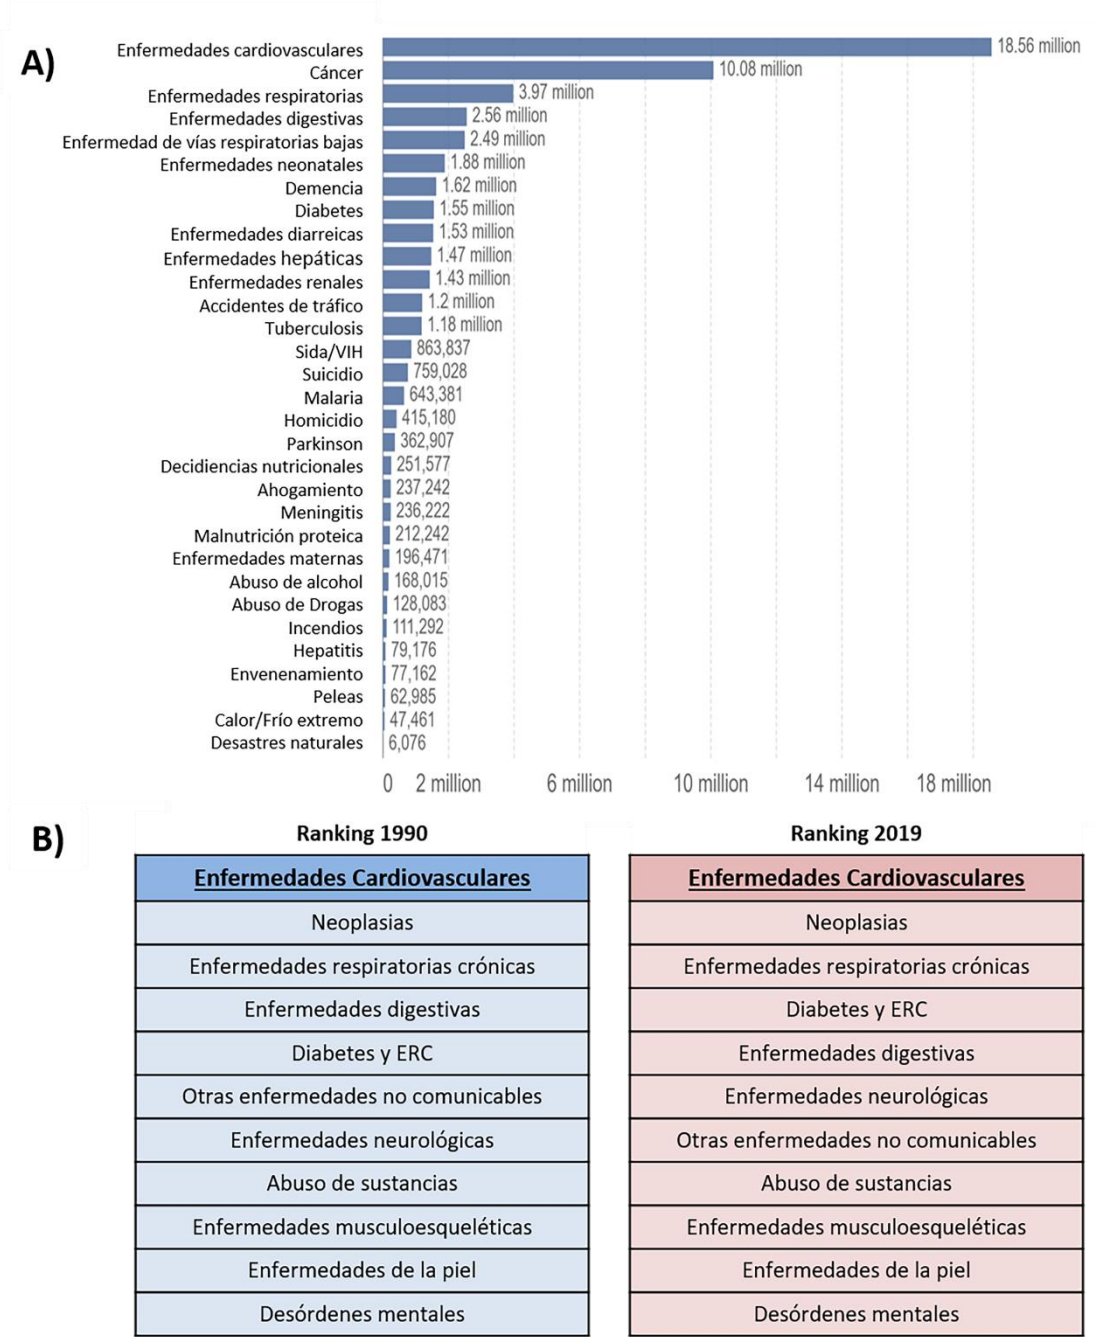 A)
Enfermedades cardiovasculares 18.56 million
Cáncer 10.08 million
Enfermedades respiratorias 3.97 million
Enfermedades digestivas 2.56 million
Enfermedad de vías respiratorias bajas 2.49 million
Enfermedades neonatales 1.88 million
Demencia 1.62 million
Diabetes 1.55 million
Enfermedades diarreicas 1.53 million
Enfermedades hepáticas 1.47 million
Enfermedades renales 1.43 million
Accidentes de tráfico 1.2 million
Tuberculosis 1.18 million
Sida/VIH 863,837
Suicidio 759,028
Malaria 643,381
Homicidio 415,180
Parkinson 362,907
Decidiencias nutricionales 251,577
Ahogamiento 237,242
Meningitis 236,222
Malnutrición proteica 212,242
Enfermedades maternas 196,471
Abuso de alcohol 168,015
Abuso de Drogas 128,083
Incendios 111,292
Hepatitis 79,176
Envenenamiento 77,162
Peleas 62,985
Calor/Frío extremo 47,461
Desastres naturales 6,076
0 2 million 6 million 10 million 14 million 18 million
B)
Ranking 1990
Enfermedades Cardiovasculares
Neoplasias
Enfermedades respiratorias crónicas
Enfermedades digestivas
Diabetes y ERC
Otras enfermedades no comunicables
Enfermedades neurológicas
Abuso de sustancias
Enfermedades musculoesqueléticas
Enfermedades de la piel
Desórdenes mentales
Ranking 2019
Enfermedades Cardiovasculares
Neoplasias
Enfermedades respiratorias crónicas
Diabetes y ERC
Enfermedades digestivas
Enfermedades neurológicas
Otras enfermedades no comunicables
Abuso de sustancias
Enfermedades musculoesqueléticas
Enfermedades de la piel
Desórdenes mentales